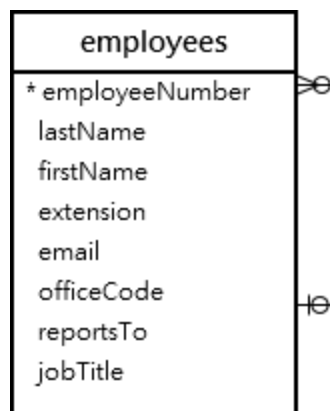 employees
* employeeNumber
lastName
firstName
extension
email
officeCode
reportsTo
jobTitle